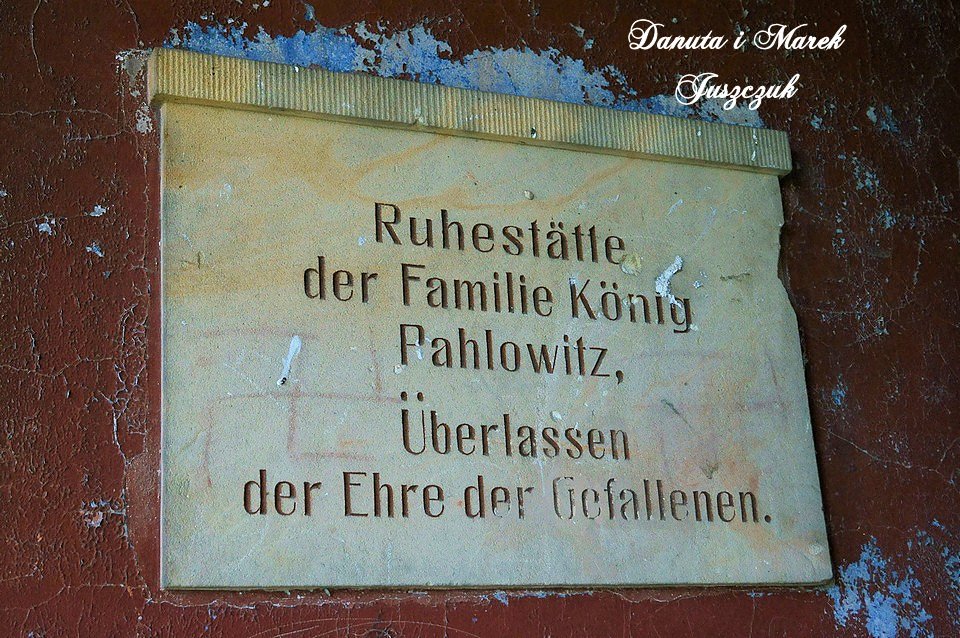 Danuta i Marek
Juszczuk
Ruhestätte
der Familie König
Pahlowitz,
Überlassen
der Ehre der Gefallenen.